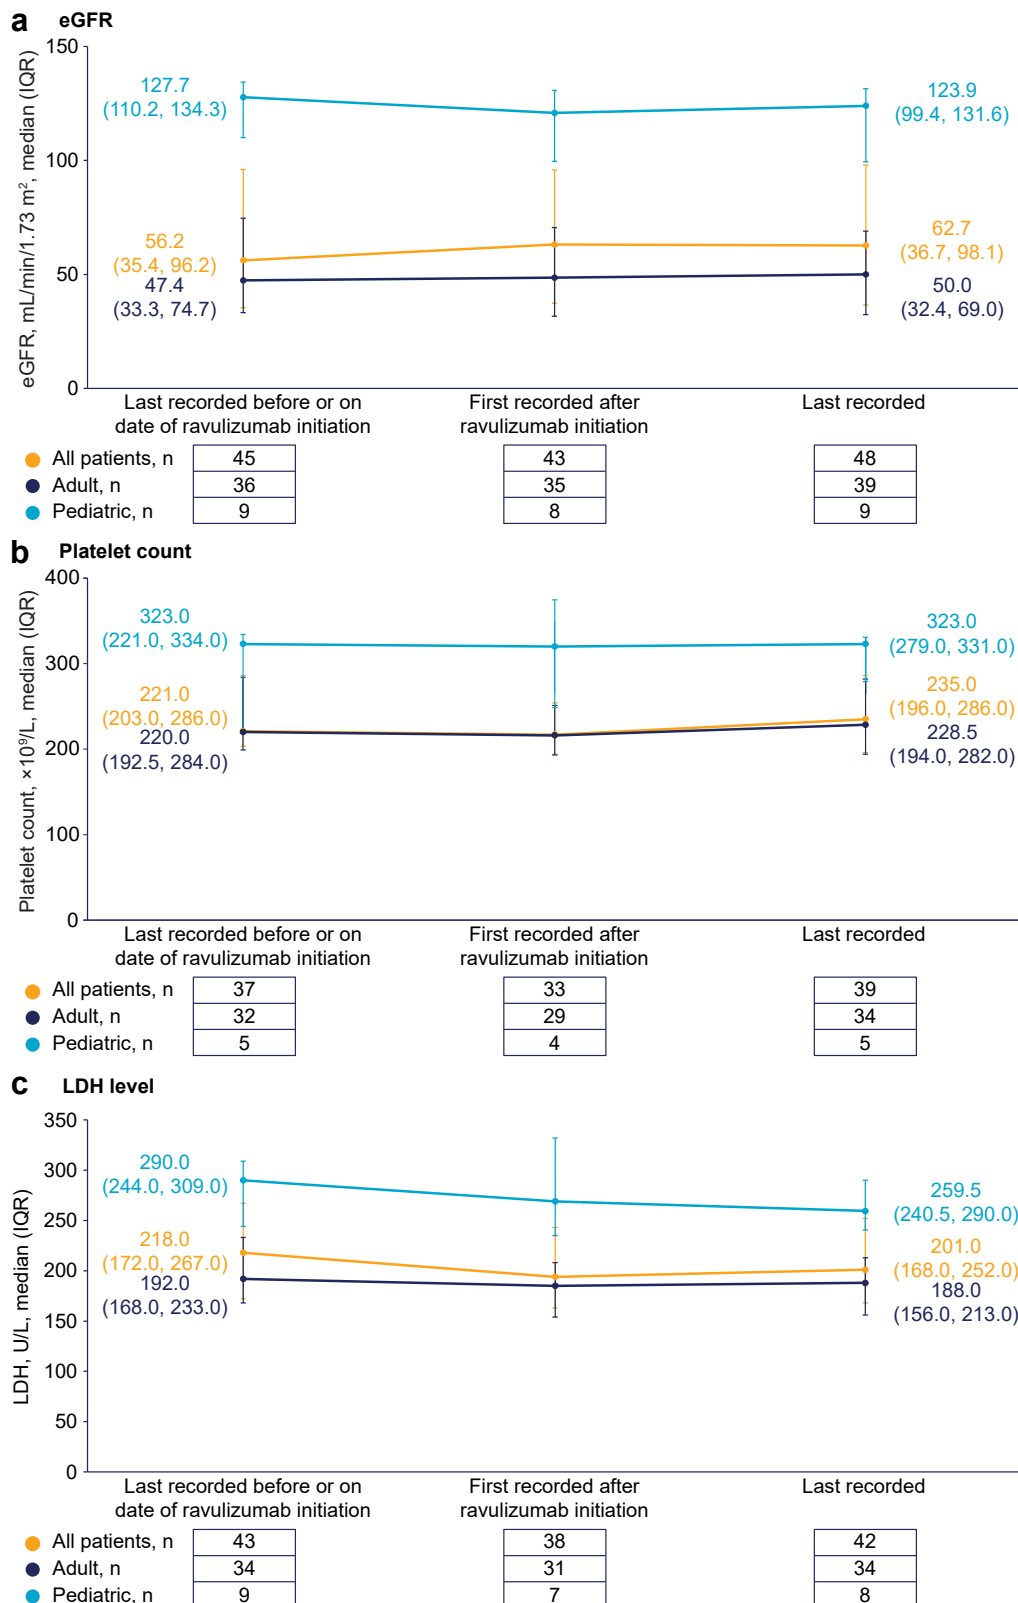 a eGFR
eGFR, mL/min/1.73 m², median (IQR)
150
100
50
0
127.7
(110.2, 134.3)
56.2
(35.4, 96.2)
47.4
(33.3, 74.7)
123.9
(99.4, 131.6)
62.7
(36.7, 98.1)
50.0
(32.4, 69.0)
Last recorded before or on
date of ravulizumab initiation
First recorded after
ravulizumab initiation
Last recorded
All patients, n 45 43 48
Adult, n 36 35 39
Pediatric, n 9 8 9
b Platelet count
Platelet count, ×10⁹/L, median (IQR)
400
300
200
100
0
323.0
(221.0, 334.0)
221.0
(203.0, 286.0)
220.0
(192.5, 284.0)
323.0
(279.0, 331.0)
235.0
(196.0, 286.0)
228.5
(194.0, 282.0)
Last recorded before or on
date of ravulizumab initiation
First recorded after
ravulizumab initiation
Last recorded
All patients, n 37 33 39
Adult, n 32 29 34
Pediatric, n 5 4 5
c LDH level
LDH, U/L, median (IQR)
350
300
250
200
150
100
50
0
290.0
(244.0, 309.0)
218.0
(172.0, 267.0)
192.0
(168.0, 233.0)
259.5
(240.5, 290.0)
201.0
(168.0, 252.0)
188.0
(156.0, 213.0)
Last recorded before or on
date of ravulizumab initiation
First recorded after
ravulizumab initiation
Last recorded
All patients, n 43 38 42
Adult, n 34 31 34
Pediatric, n 9 7 8